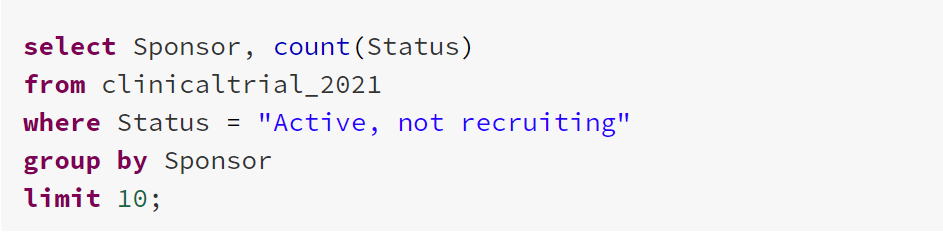 select Sponsor, count(Status)
from clinicaltrial_2021
where Status = "Active, not recruiting"
group by Sponsor
limit 10;